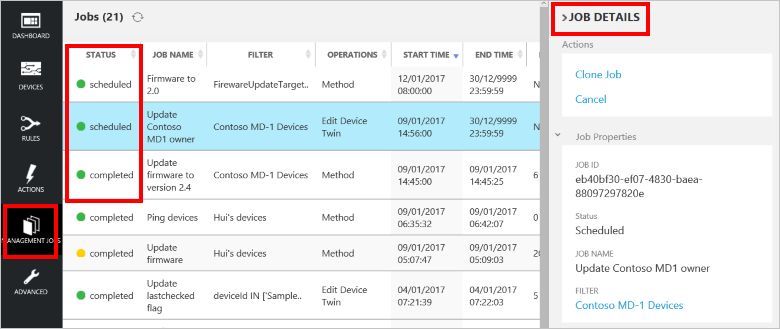 DASHBOARD
DEVICES
RULES
ACTIONS
MANAGEMENT JOBS
ADVANCED
Jobs (21)
STATUS JOB NAME FILTER OPERATIONS START TIME END TIME
scheduled Firmware to 2.0 FirewareUpdateTarget.. Method 12/01/2017 08:00:00 30/12/9999 23:59:59 N
scheduled Update Contoso MD1 owner Contoso MD-1 Devices Edit Device Twin 09/01/2017 14:56:00 30/12/9999 23:59:59 N
completed Update firmware to version 2.4 Contoso MD-1 Devices Method 09/01/2017 14:45:00 09/01/2017 14:45:25 6
completed Ping devices Hui's devices Method 09/01/2017 06:35:32 09/01/2017 06:42:07 0
completed Update firmware Hui's devices Method 09/01/2017 05:07:47 09/01/2017 05:09:03 20
completed Update lastchecked flag deviceId IN ['Sample... Edit Device Twin 04/01/2017 07:21:39 04/01/2017 07:22:03 5
JOB DETAILS
Actions
Clone Job
Cancel
Job Properties
JOB ID
eb40bf30-ef07-4830-baea-
88097297820e
Status
Scheduled
JOB NAME
Update Contoso MD1 owner
FILTER
Contoso MD-1 Devices